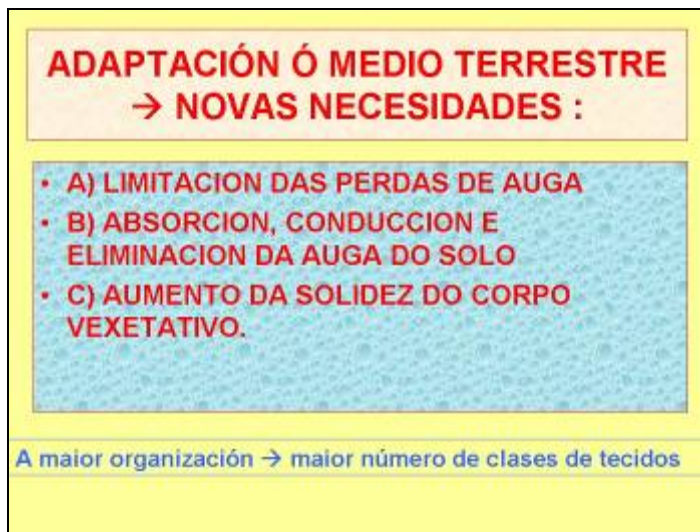 ADAPTACIÓN Ó MEDIO TERRESTRE
→ NOVAS NECESIDADES :
• A) LIMITACION DAS PERDAS DE AUGA
• B) ABSORCION, CONDUCCION E
ELIMINACION DA AUGA DO SOLO
• C) AUMENTO DA SOLIDEZ DO CORPO
VEXETATIVO.
A maior organización → maior número de clases de tecidos